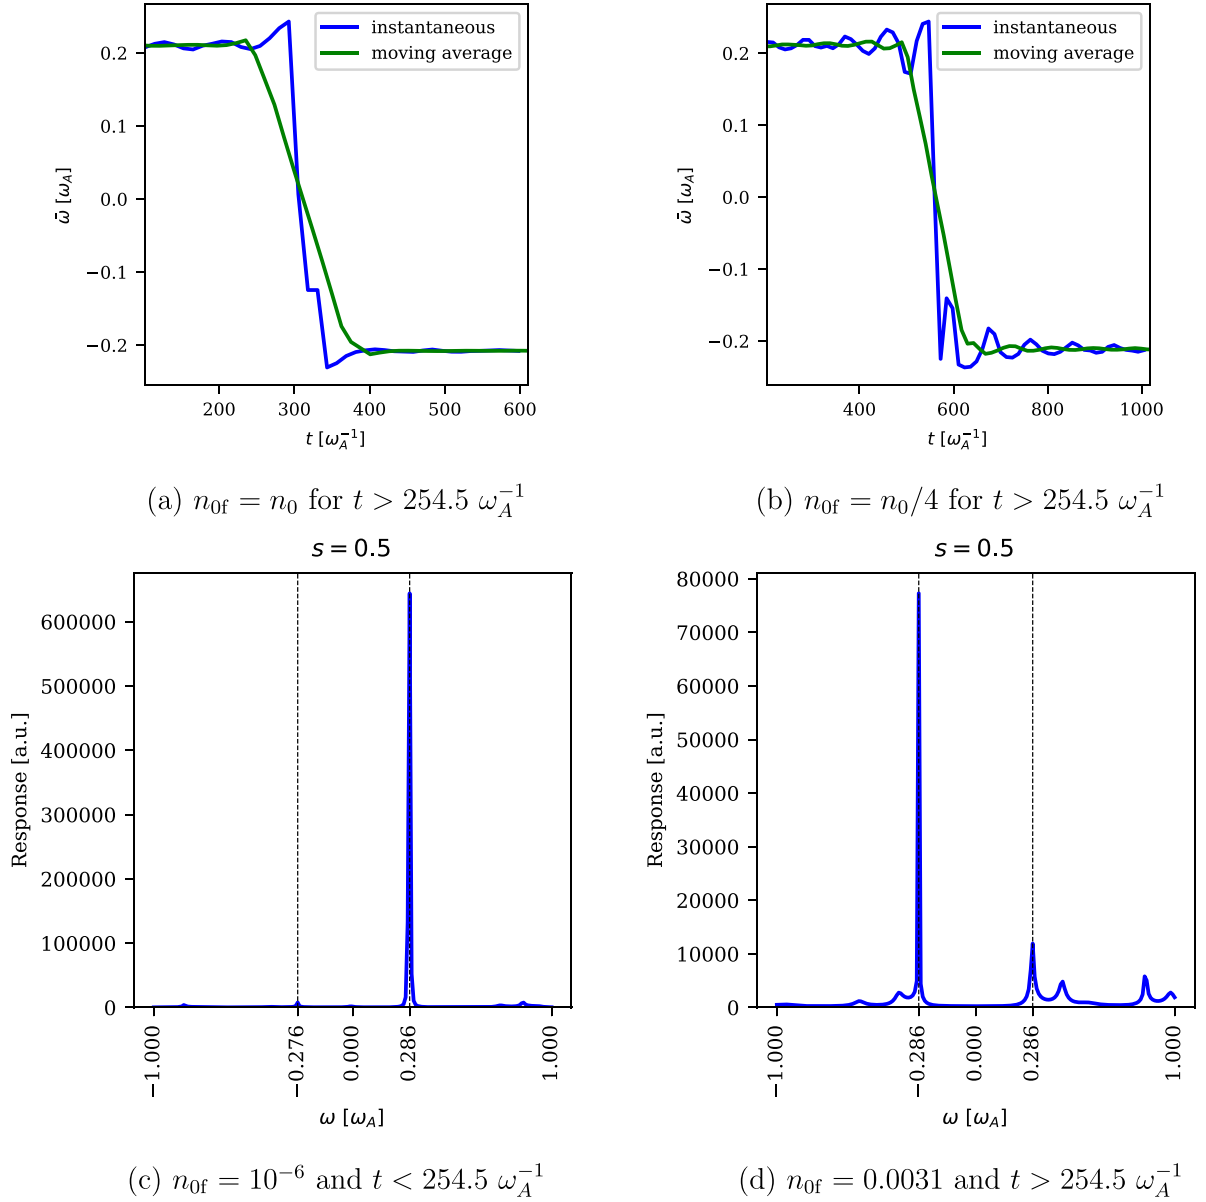 instantaneous
moving average
0.2
0.1
0.0
−0.1
−0.2
ω̄ [ω_A]
200 300 400 500 600
t [ω_A^{-1}]
(a) n_{0f} = n_0 for t > 254.5 ω_A^{-1}
instantaneous
moving average
0.2
0.1
0.0
−0.1
−0.2
ω̄ [ω_A]
400 600 800 1000
t [ω_A^{-1}]
(b) n_{0f} = n_0/4 for t > 254.5 ω_A^{-1}
s = 0.5
600000
500000
400000
300000
200000
100000
0
Response [a.u.]
−1.000 −0.276 0.000 0.286 1.000
ω [ω_A]
(c) n_{0f} = 10^{−6} and t < 254.5 ω_A^{-1}
s = 0.5
80000
70000
60000
50000
40000
30000
20000
10000
0
Response [a.u.]
−1.000 −0.286 0.000 0.286 1.000
ω [ω_A]
(d) n_{0f} = 0.0031 and t > 254.5 ω_A^{-1}